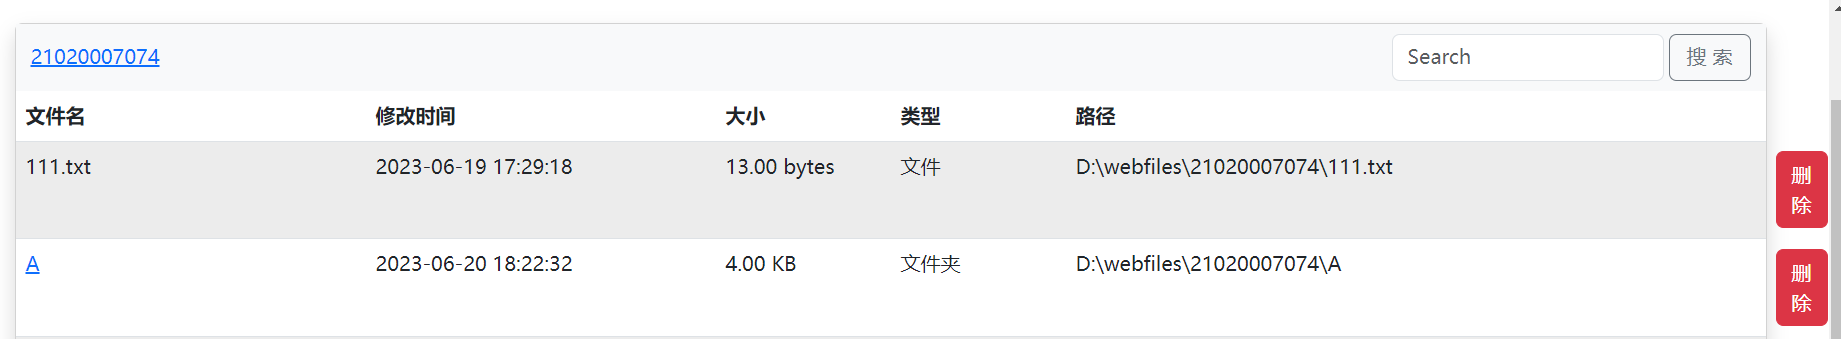 21020007074 Search 搜 索
文件名 修改时间 大小 类型 路径
111.txt 2023-06-19 17:29:18 13.00 bytes 文件 D:\webfiles\21020007074\111.txt
删
除
A 2023-06-20 18:22:32 4.00 KB 文件夹 D:\webfiles\21020007074\A
删
除